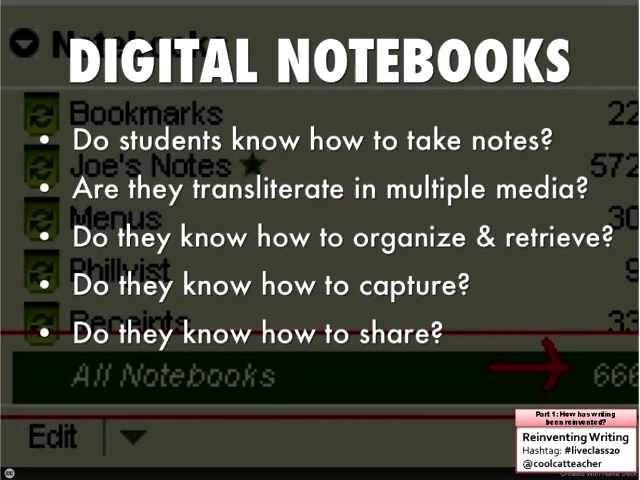 Notebooks
DIGITAL NOTEBOOKS
Bookmarks 22
• Do students know how to take notes?
Joe's Notes ★ 572
• Are they transliterate in multiple media?
Menus 30
• Do they know how to organize & retrieve?
Phillyist 9
• Do they know how to capture?
Receipts 33
• Do they know how to share?
All Notebooks 666
Edit
Part 1: How has writing
been reinvented?
Reinventing Writing
Hashtag: #liveclass20
@coolcatteacher